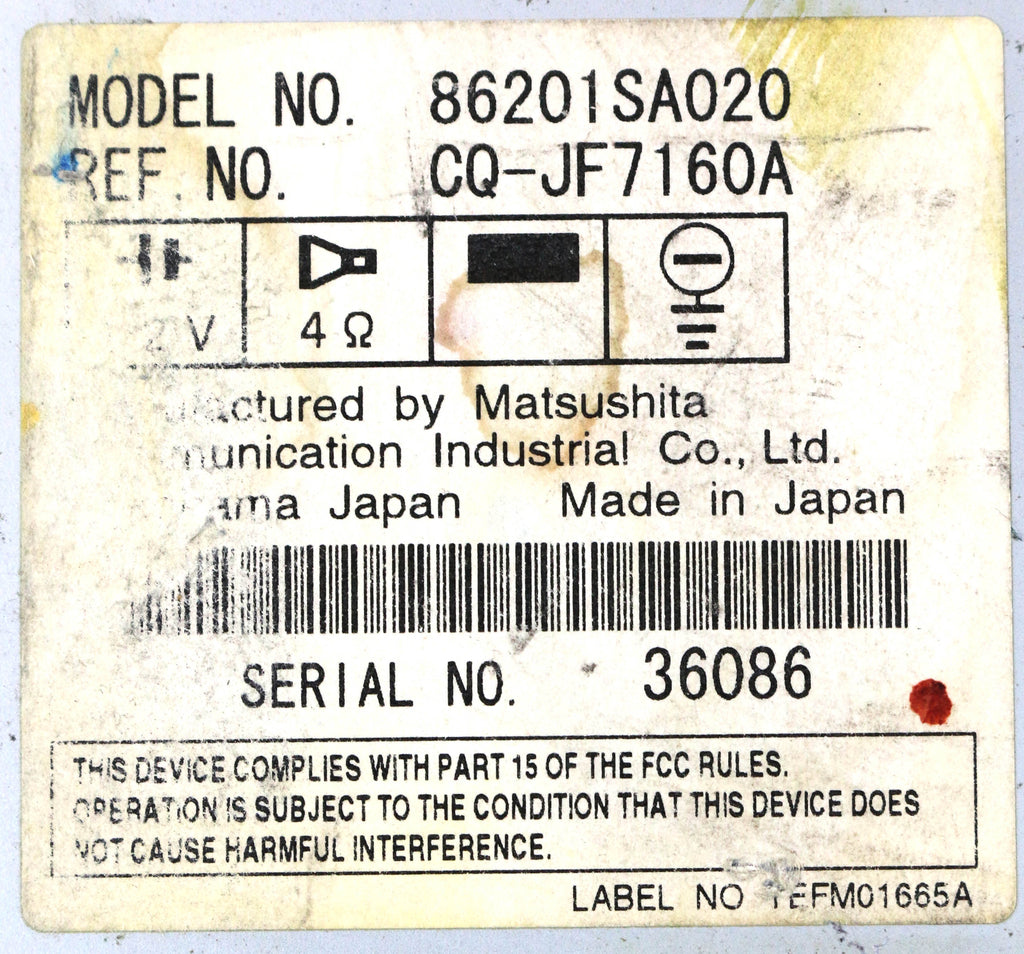 MODEL NO. 86201SA020
REF. NO. CQ-JF7160A
V 4 Ω
by Matsushita
Industrial Co., Ltd.
Japan Made in Japan
SERIAL NO. 36086
THIS DEVICE COMPLIES WITH PART 15 OF THE FCC RULES.
OPERATION IS SUBJECT TO THE CONDITION THAT THIS DEVICE DOES
NOT CAUSE HARMFUL INTERFERENCE.
LABEL NO